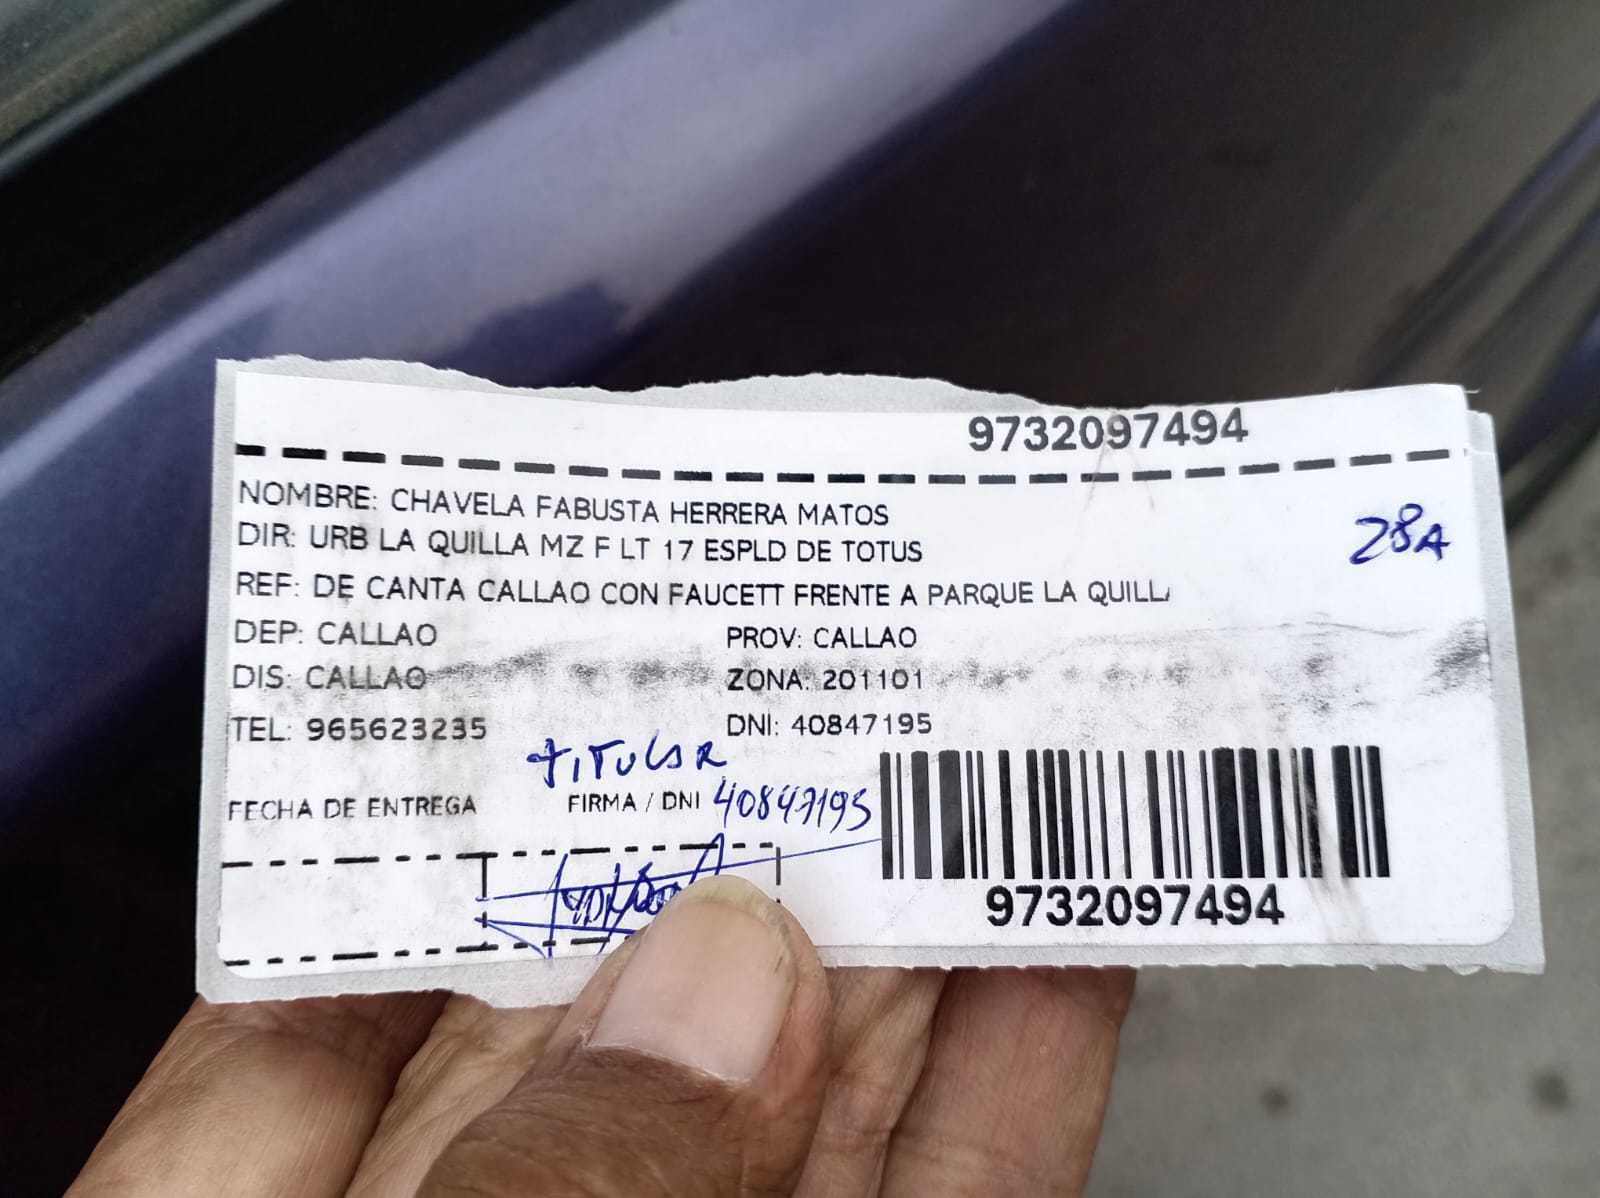 9732097494
NOMBRE: CHAVELA FABUSTA HERRERA MATOS
28A
DIR: URB LA QUILLA MZ F LT 17 ESPLD DE TOTUS
REF: DE CANTA CALLAO CON FAUCETT FRENTE A PARQUE LA QUILL
DEP: CALLAO PROV: CALLAO
DIS: CALLAO ZONA: 201101
TEL: 965623235 DNI: 40847195
TITULAR
FECHA DE ENTREGA FIRMA / DNI 40847195
9732097494